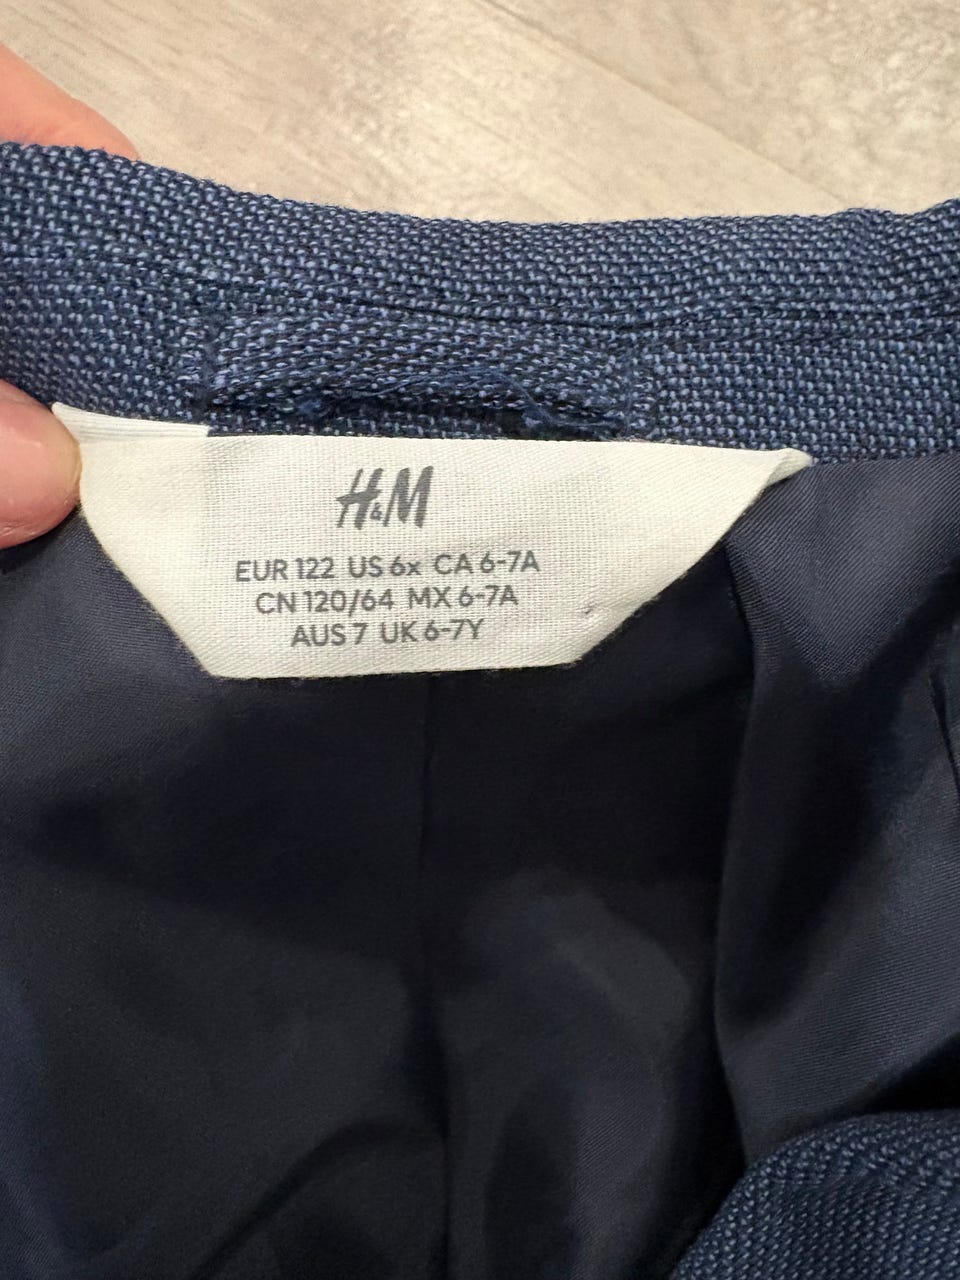 H&M
EUR 122 US 6x CA 6-7A
CN 120/64 MX 6-7A
AUS 7 UK 6-7Y